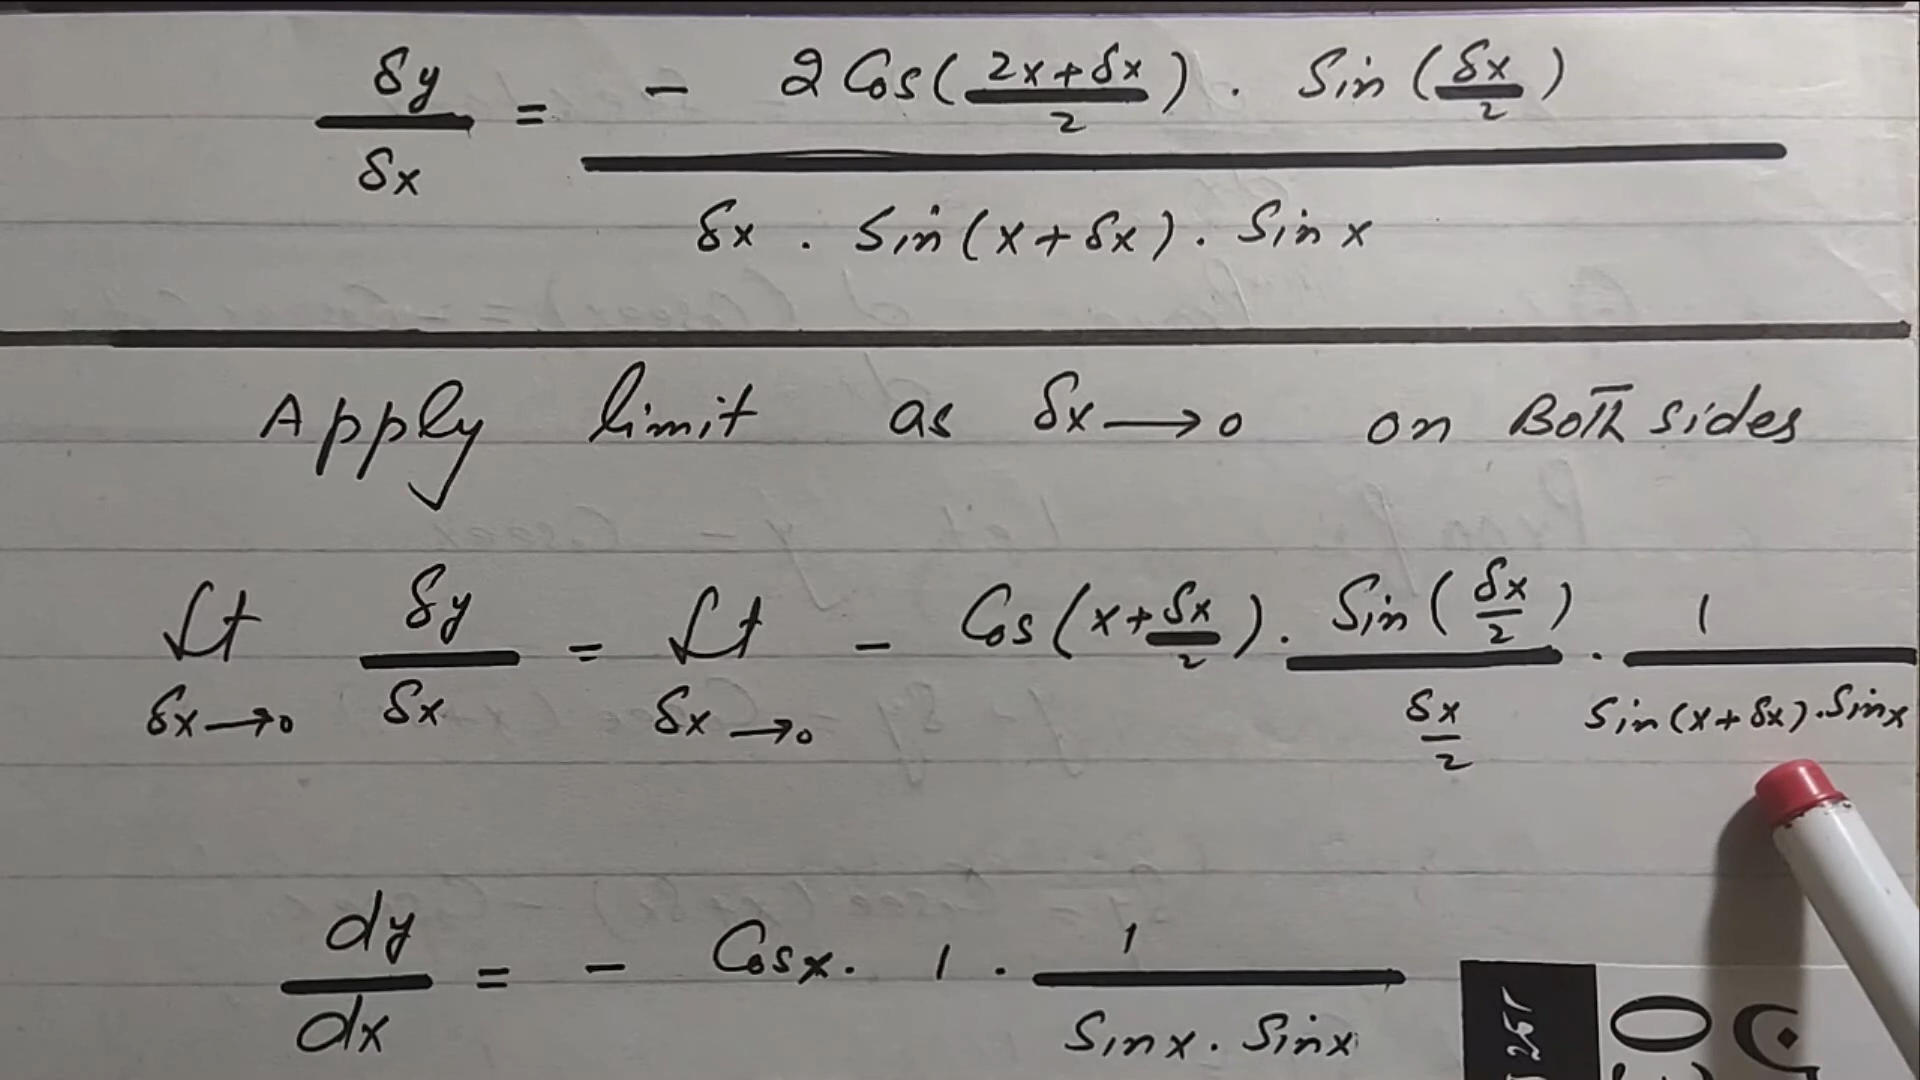 δy/δx = - 2 Cos((2x+δx)/2) . Sin(δx/2) / δx . Sin(x+δx) . Sinx
Apply limit as δx→0 on Both sides
Lt δx→0 δy/δx = Lt δx→0 - Cos(x+δx/2) . Sin(δx/2) / (δx/2) . 1 / Sin(x+δx).Sinx
dy/dx = - Cosx . 1 . 1 / Sinx . Sinx